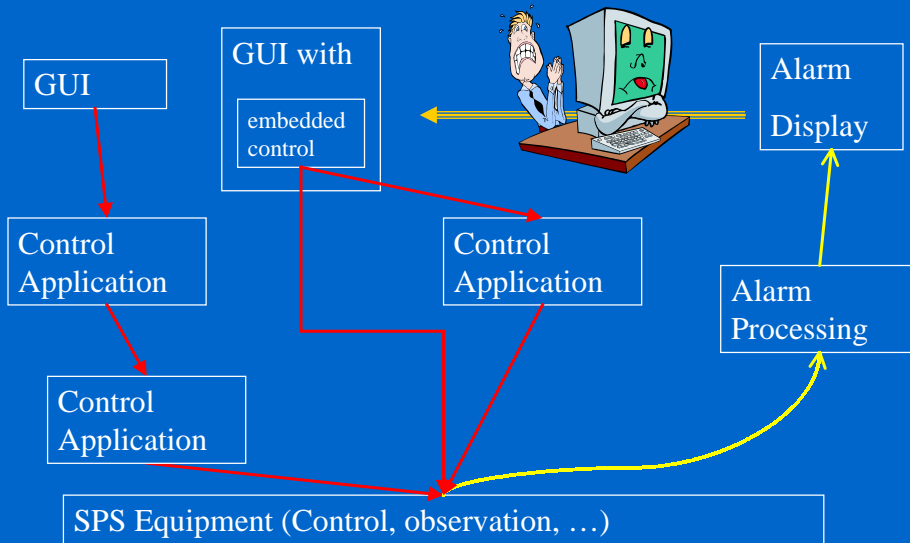 GUI
GUI with
embedded
control
Alarm
Display
Control
Application
Control
Application
Alarm
Processing
Control
Application
SPS Equipment (Control, observation, …)